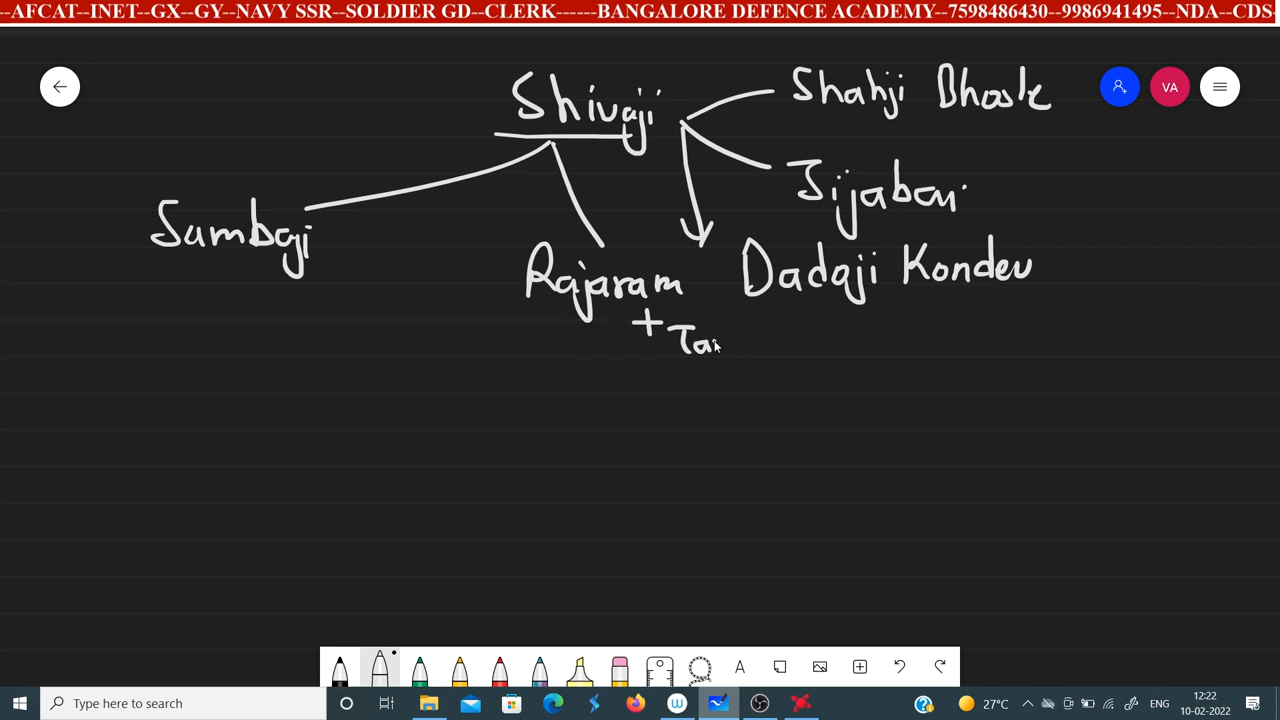 --AFCAT--INET--GX--GY--NAVY SSR--SOLDIER GD--CLERK------BANGALORE DEFENCE ACADEMY--7598486430--9986941495--NDA--CDS-
Shivaji
Shahji Bhosle
VA
Jijabai
Sambaji
Rajaram
Dadaji Kondev
+ Ta
A
Type here to search
27°C
ENG
12:22
10-02-2022